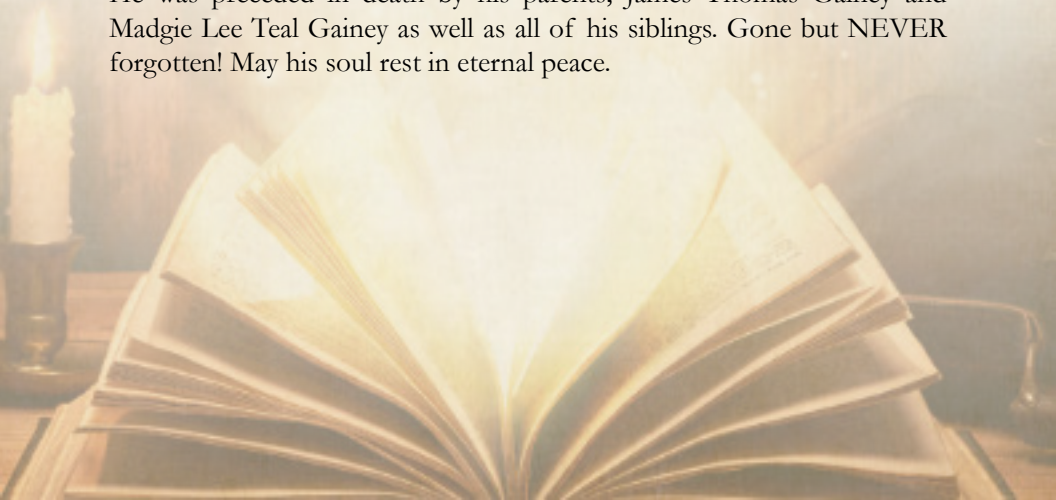 He was preceded in death by his parents, James Thomas Gainey and
Madgie Lee Teal Gainey as well as all of his siblings. Gone but NEVER
forgotten! May his soul rest in eternal peace.